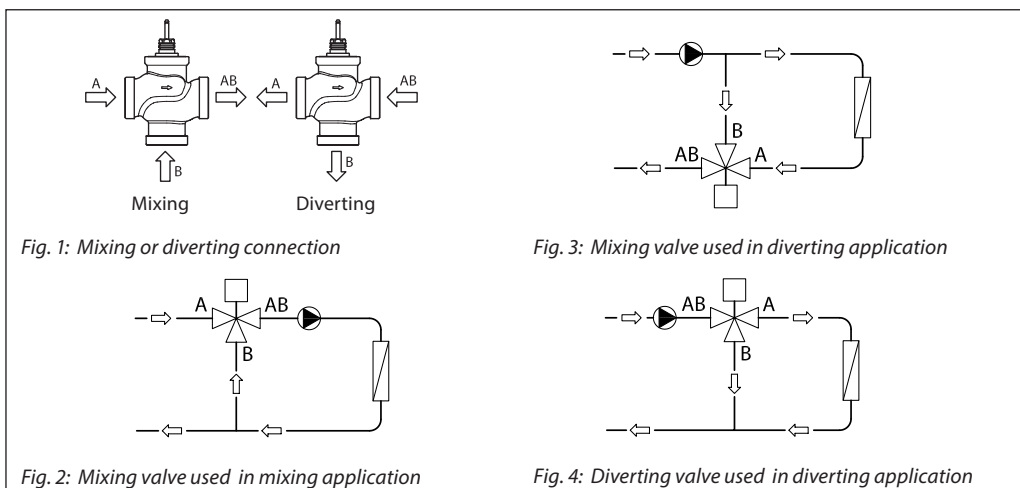 A
AB
A
AB
B
B
Mixing
Diverting
Fig. 1: Mixing or diverting connection
B
AB
A
Fig. 3: Mixing valve used in diverting application
A
AB
B
Fig. 2: Mixing valve used in mixing application
AB
A
B
Fig. 4: Diverting valve used in diverting application